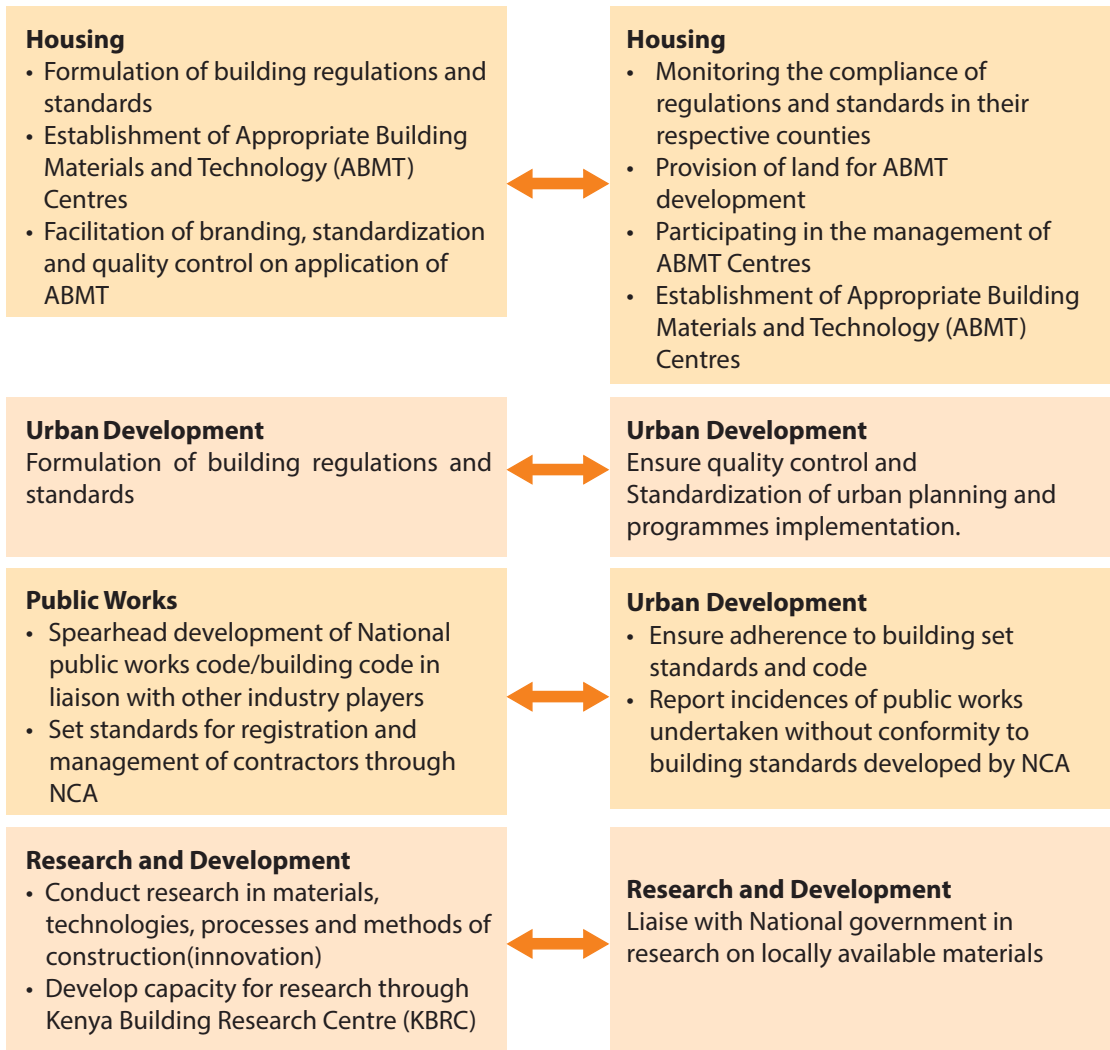 Housing
• Formulation of building regulations and
standards
• Establishment of Appropriate Building
Materials and Technology (ABMT)
Centres
• Facilitation of branding, standardization
and quality control on application of
ABMT
Housing
• Monitoring the compliance of
regulations and standards in their
respective counties
• Provision of land for ABMT
development
• Participating in the management of
ABMT Centres
• Establishment of Appropriate Building
Materials and Technology (ABMT)
Centres
Urban Development
Formulation of building regulations and
standards
Urban Development
Ensure quality control and
Standardization of urban planning and
programmes implementation.
Public Works
• Spearhead development of National
public works code/building code in
liaison with other industry players
• Set standards for registration and
management of contractors through
NCA
Urban Development
• Ensure adherence to building set
standards and code
• Report incidences of public works
undertaken without conformity to
building standards developed by NCA
Research and Development
• Conduct research in materials,
technologies, processes and methods of
construction(innovation)
• Develop capacity for research through
Kenya Building Research Centre (KBRC)
Research and Development
Liaise with National government in
research on locally available materials